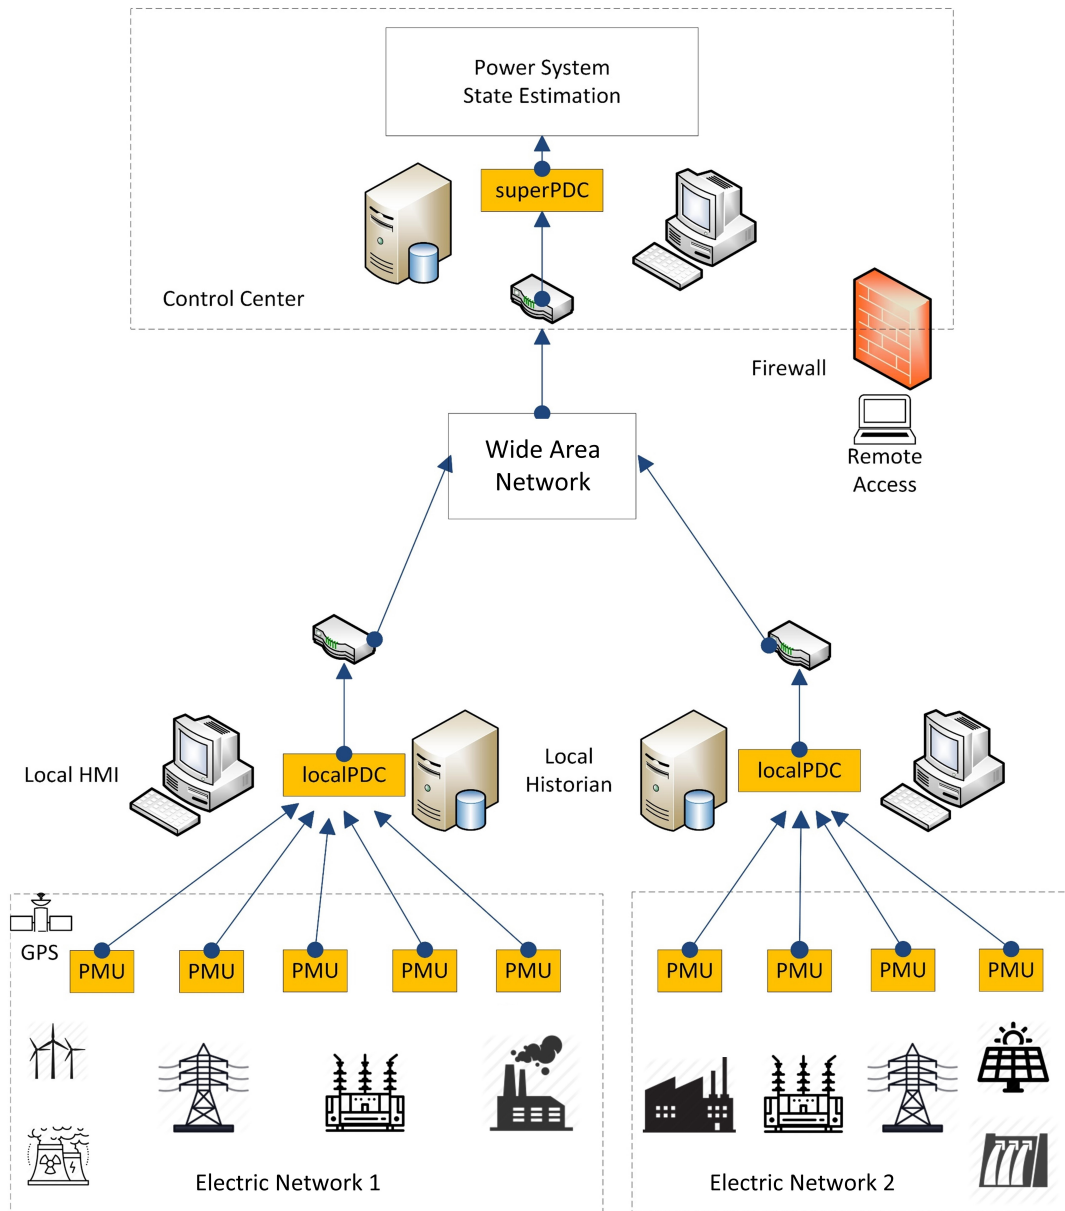 Power System
State Estimation
superPDC
Control Center
Firewall
Remote
Access
Wide Area
Network
Local HMI
localPDC
Local
Historian
localPDC
GPS
PMU
PMU
PMU
PMU
PMU
PMU
PMU
PMU
PMU
Electric Network 1
Electric Network 2